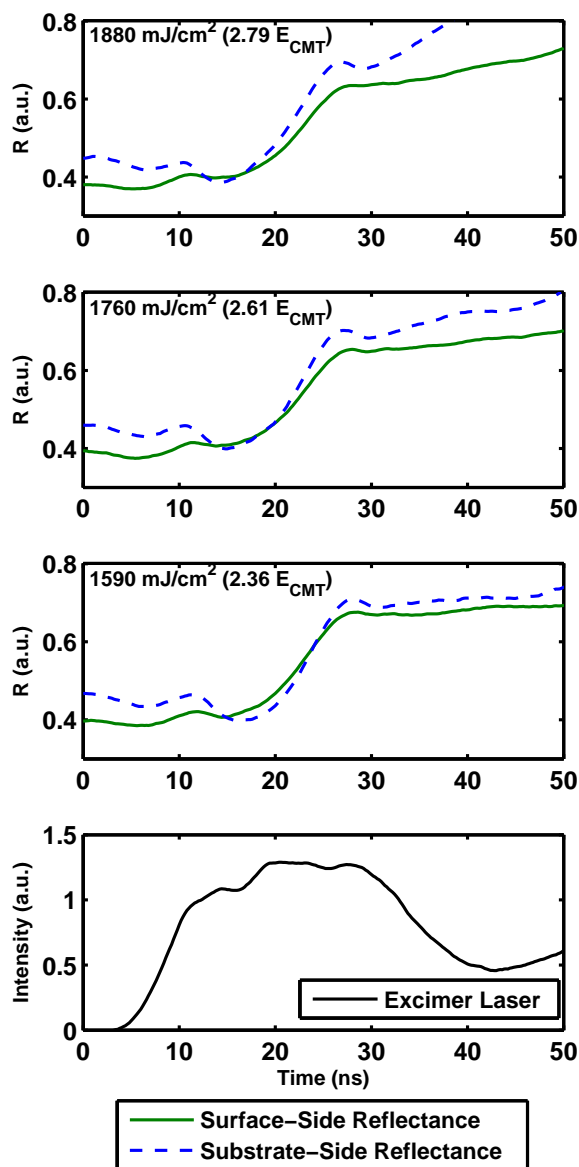 1880 mJ/cm² (2.79 E_CMT)
0.8
0.6
0.4
R (a.u.)
0 10 20 30 40 50
1760 mJ/cm² (2.61 E_CMT)
0.8
0.6
0.4
R (a.u.)
0 10 20 30 40 50
1590 mJ/cm² (2.36 E_CMT)
0.8
0.6
0.4
R (a.u.)
0 10 20 30 40 50
1.5
1
0.5
0
Intensity (a.u.)
Excimer Laser
0 10 20 30 40 50
Time (ns)
Surface−Side Reflectance
Substrate−Side Reflectance